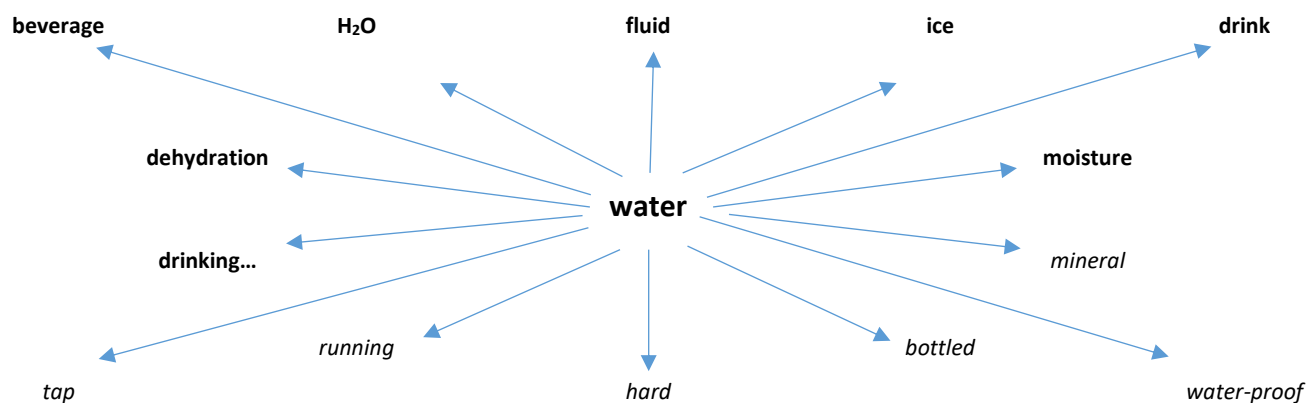 beverage H₂O fluid ice drink
dehydration moisture
water
drinking… mineral
running bottled
tap hard water-proof